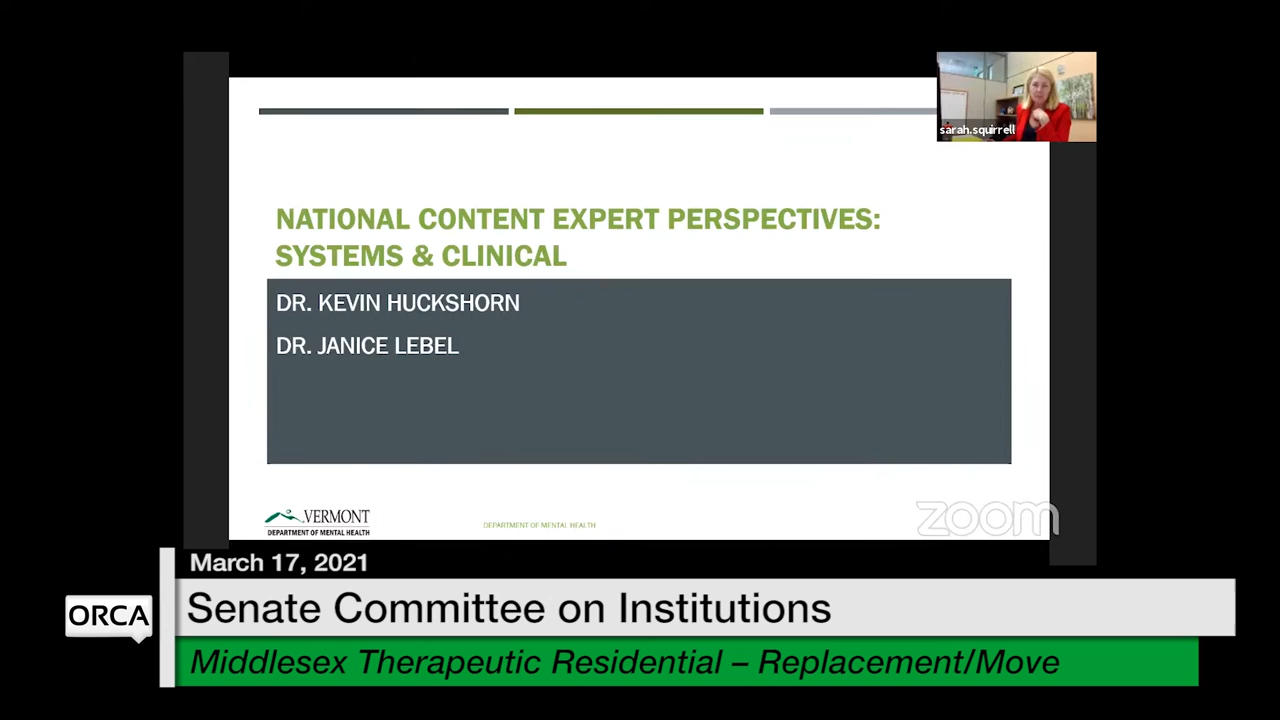 sarah.squirrell
NATIONAL CONTENT EXPERT PERSPECTIVES:
SYSTEMS & CLINICAL
DR. KEVIN HUCKSHORN
DR. JANICE LEBEL
VERMONT
DEPARTMENT OF MENTAL HEALTH
DEPARTMENT OF MENTAL HEALTH
zoom
March 17, 2021
ORCA
Senate Committee on Institutions
Middlesex Therapeutic Residential – Replacement/Move